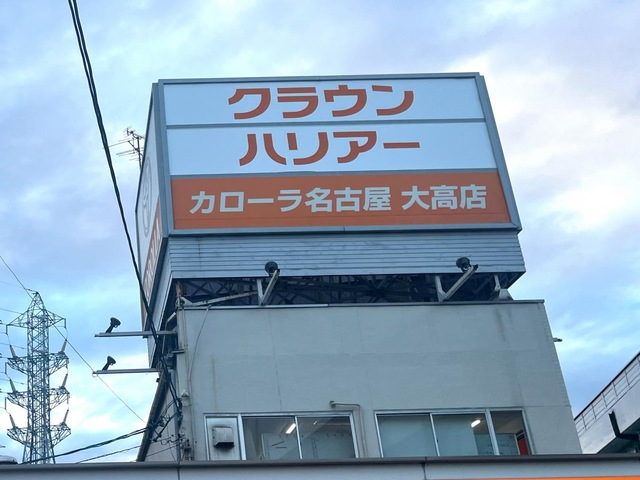 クラウン
ハリアー
カローラ名古屋 大高店